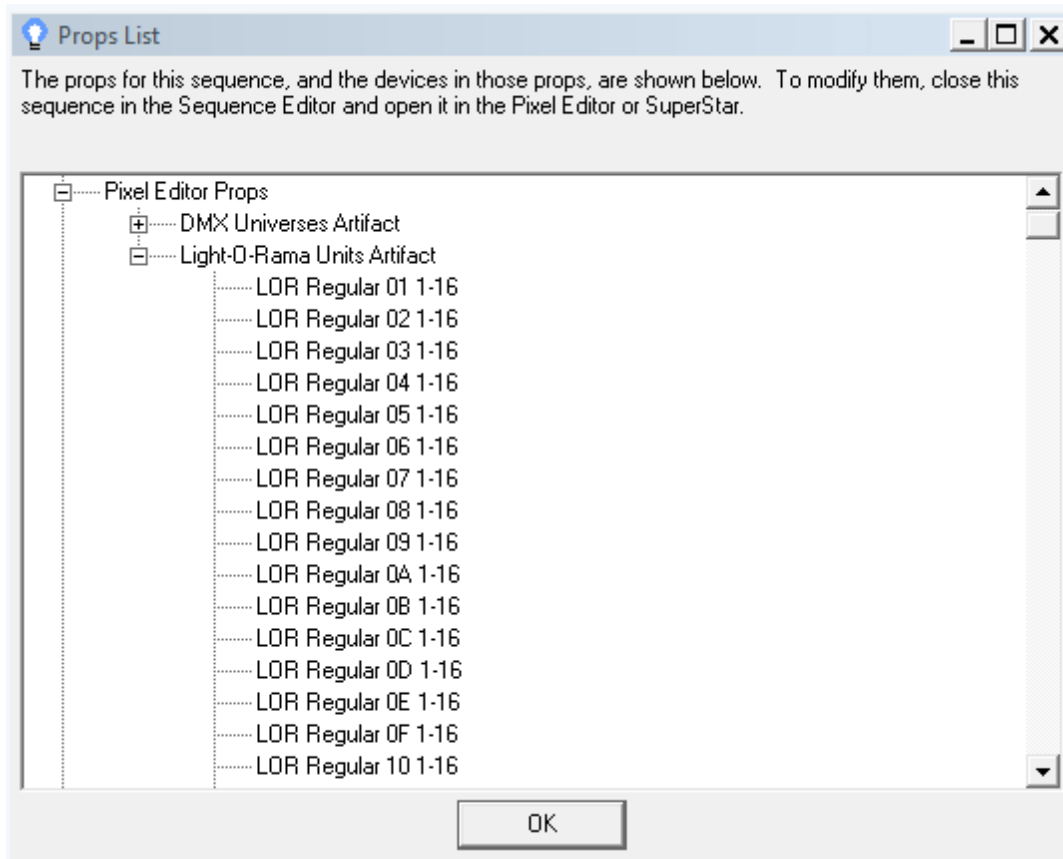 Props List
The props for this sequence, and the devices in those props, are shown below.  To modify them, close this
sequence in the Sequence Editor and open it in the Pixel Editor or SuperStar.
Pixel Editor Props
DMX Universes Artifact
Light-O-Rama Units Artifact
LOR Regular 01 1-16
LOR Regular 02 1-16
LOR Regular 03 1-16
LOR Regular 04 1-16
LOR Regular 05 1-16
LOR Regular 06 1-16
LOR Regular 07 1-16
LOR Regular 08 1-16
LOR Regular 09 1-16
LOR Regular 0A 1-16
LOR Regular 0B 1-16
LOR Regular 0C 1-16
LOR Regular 0D 1-16
LOR Regular 0E 1-16
LOR Regular 0F 1-16
LOR Regular 10 1-16
OK